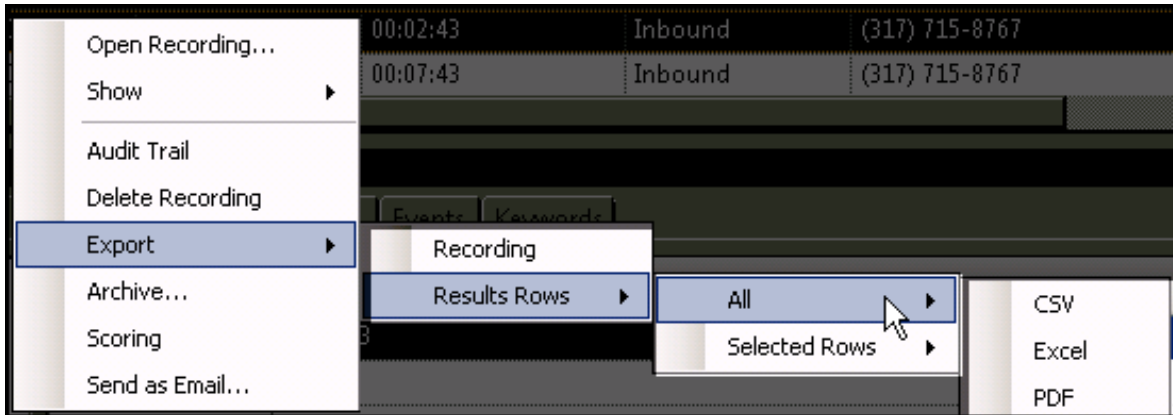 00:02:43 Inbound (317) 715-8767
00:07:43 Inbound (317) 715-8767
Open Recording...
Show
Audit Trail
Delete Recording
Export
Archive...
Scoring
Send as Email...
Events Keywords
Recording
Results Rows
All
Selected Rows
CSV
Excel
PDF